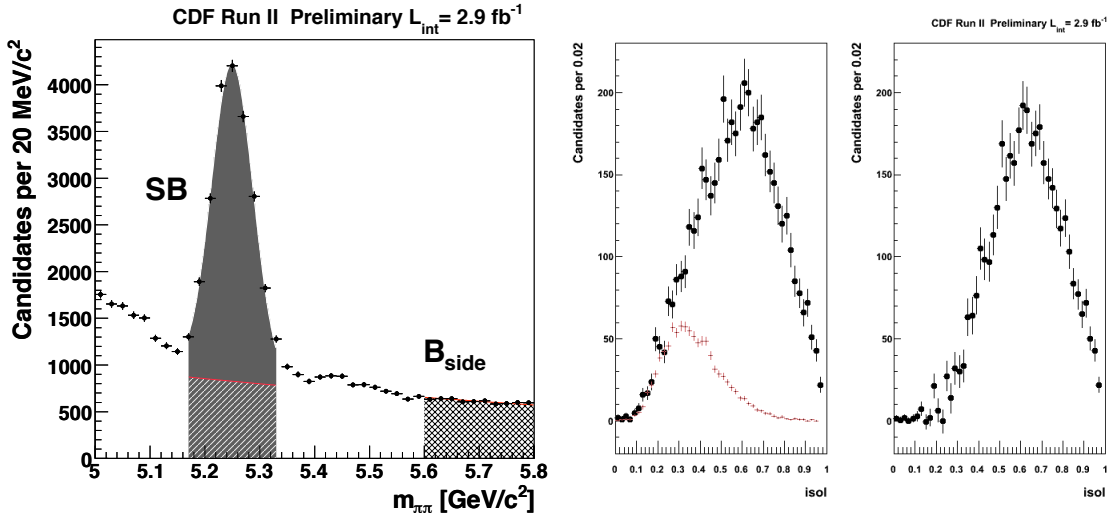 CDF Run II Preliminary L_int = 2.9 fb^-1
Candidates per 20 MeV/c^2
4000
3500
3000
2500
2000
1500
1000
500
0
SB
B_side
5 5.1 5.2 5.3 5.4 5.5 5.6 5.7 5.8
m_ππ [GeV/c^2]
Candidates per 0.02
200
150
100
50
0
0 0.1 0.2 0.3 0.4 0.5 0.6 0.7 0.8 0.9 1
isol
CDF Run II Preliminary L_int = 2.9 fb^-1
Candidates per 0.02
200
150
100
50
0
0 0.1 0.2 0.3 0.4 0.5 0.6 0.7 0.8 0.9 1
isol